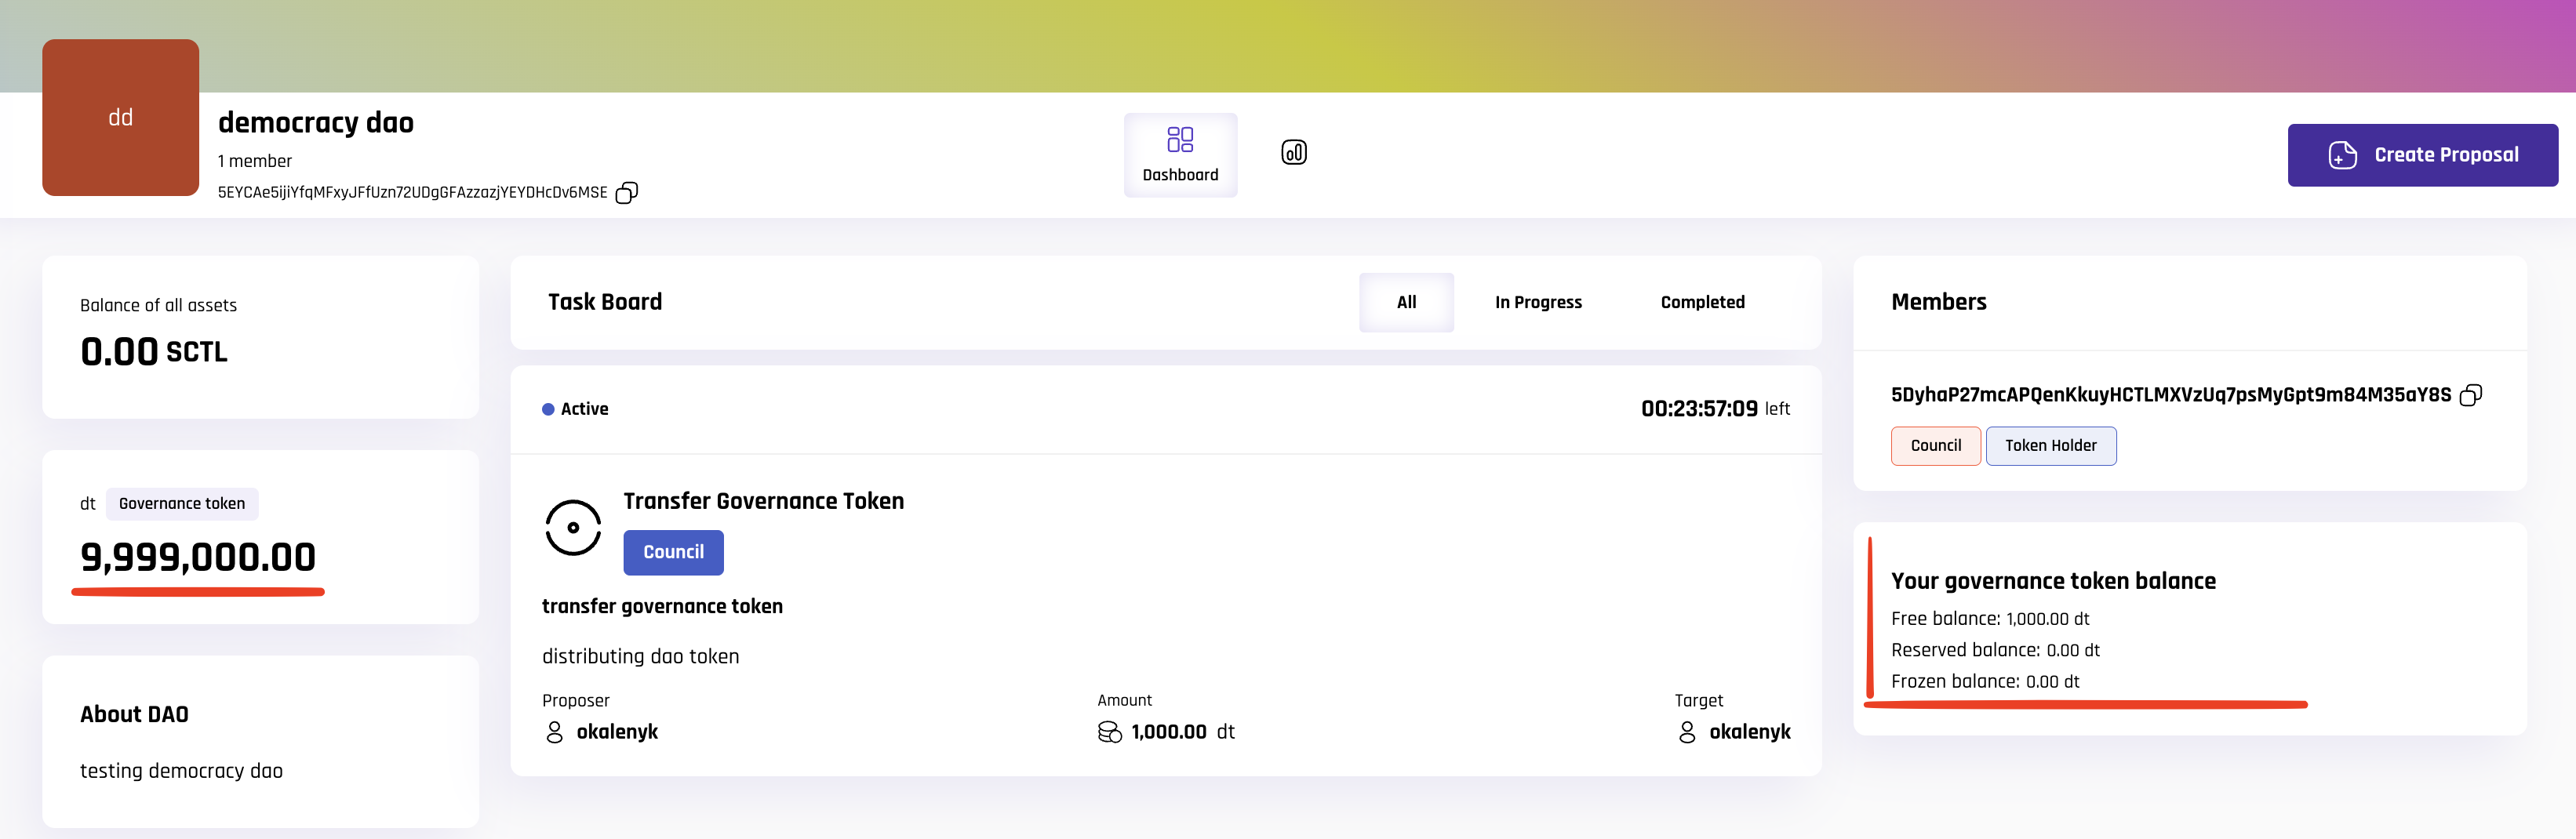 dd
democracy dao
1 member
5EYCAe5ijiYfqMFxyJFfUzn72UDgGFAzzazjYEYDHcDv6MSE
Dashboard
Create Proposal
Balance of all assets
0.00 SCTL
dt Governance token
9,999,000.00
About DAO
testing democracy dao
Task Board
All In Progress Completed
Active 00:23:57:09 left
Transfer Governance Token
Council
transfer governance token
distributing dao token
Proposer Amount Target
okalenyk 1,000.00 dt okalenyk
Members
5DyhaP27mcAPQenKkuyHCTLMXVzUq7psMyGpt9m84M35aY8S
Council Token Holder
Your governance token balance
Free balance: 1,000.00 dt
Reserved balance: 0.00 dt
Frozen balance: 0.00 dt